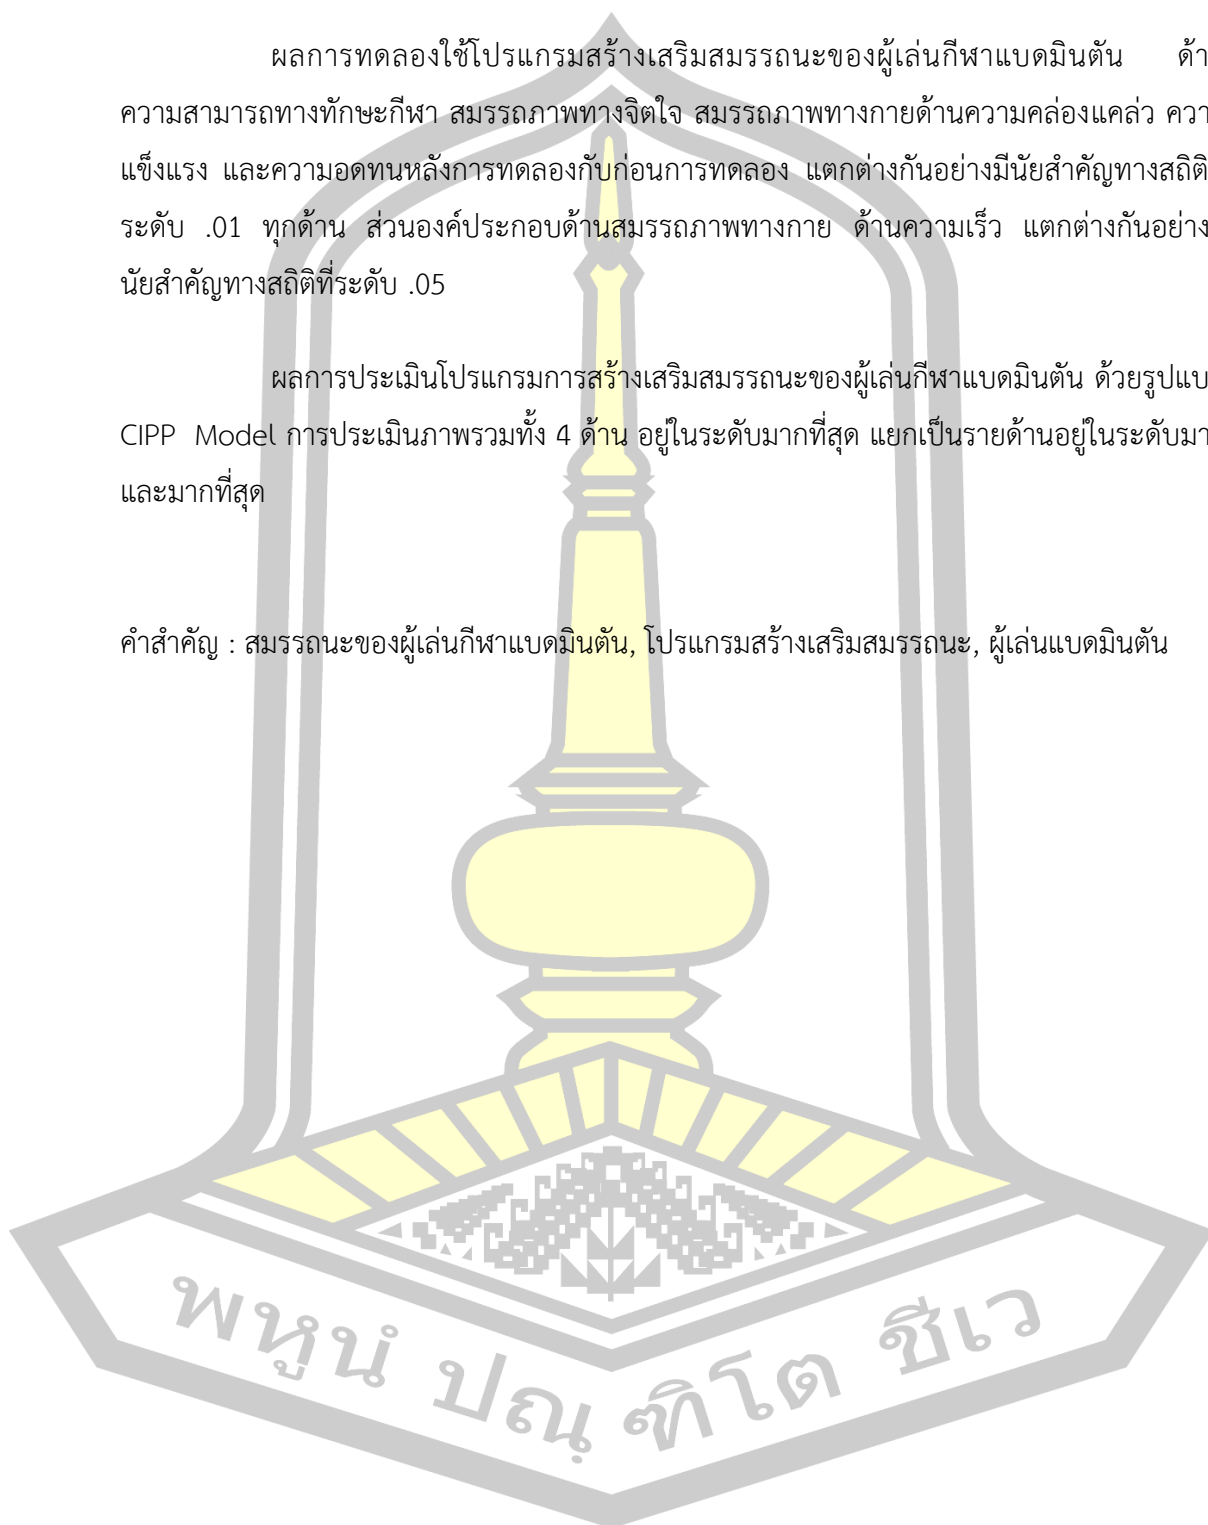 ผลการทดลองใช้โปรแกรมสร้างเสริมสมรรถนะของผู้เล่นกีฬาแบดมินตัน ด้า
ความสามารถทางทักษะกีฬา สมรรถภาพทางจิตใจ สมรรถภาพทางกายด้านความคล่องแคล่ว ควา
แข็งแรง และความอดทนหลังการทดลองกับก่อนการทดลอง แตกต่างกันอย่างมีนัยสำคัญทางสถิติ
ระดับ .01 ทุกด้าน ส่วนองค์ประกอบด้านสมรรถภาพทางกาย ด้านความเร็ว แตกต่างกันอย่าง
นัยสำคัญทางสถิติที่ระดับ .05
ผลการประเมินโปรแกรมการสร้างเสริมสมรรถนะของผู้เล่นกีฬาแบดมินตัน ด้วยรูปแบ
CIPP Model การประเมินภาพรวมทั้ง 4 ด้าน อยู่ในระดับมากที่สุด แยกเป็นรายด้านอยู่ในระดับมา
และมากที่สุด
คำสำคัญ : สมรรถนะของผู้เล่นกีฬาแบดมินตัน, โปรแกรมสร้างเสริมสมรรถนะ, ผู้เล่นแบดมินตัน
พหูนํ ปณฺฑิโต ชีเว